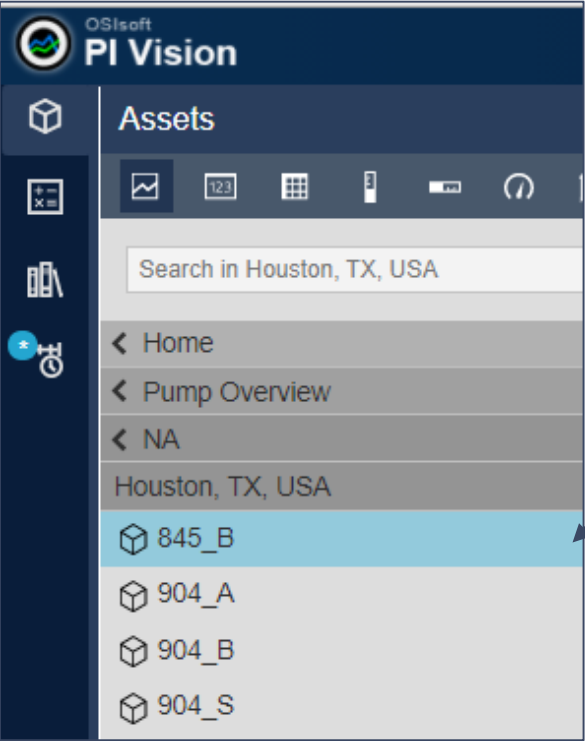 OSIsoft
PI Vision
Assets
123
Search in Houston, TX, USA
Home
Pump Overview
NA
Houston, TX, USA
845_B
904_A
904_B
904_S